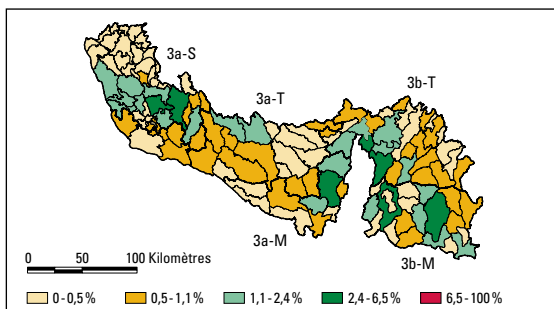 3a-S
3a-T
3b-T
3a-M
3b-M
0 50 100 Kilomètres
0-0,5 % 0,5-1,1 % 1,1-2,4 % 2,4-6,5 % 6,5-100 %